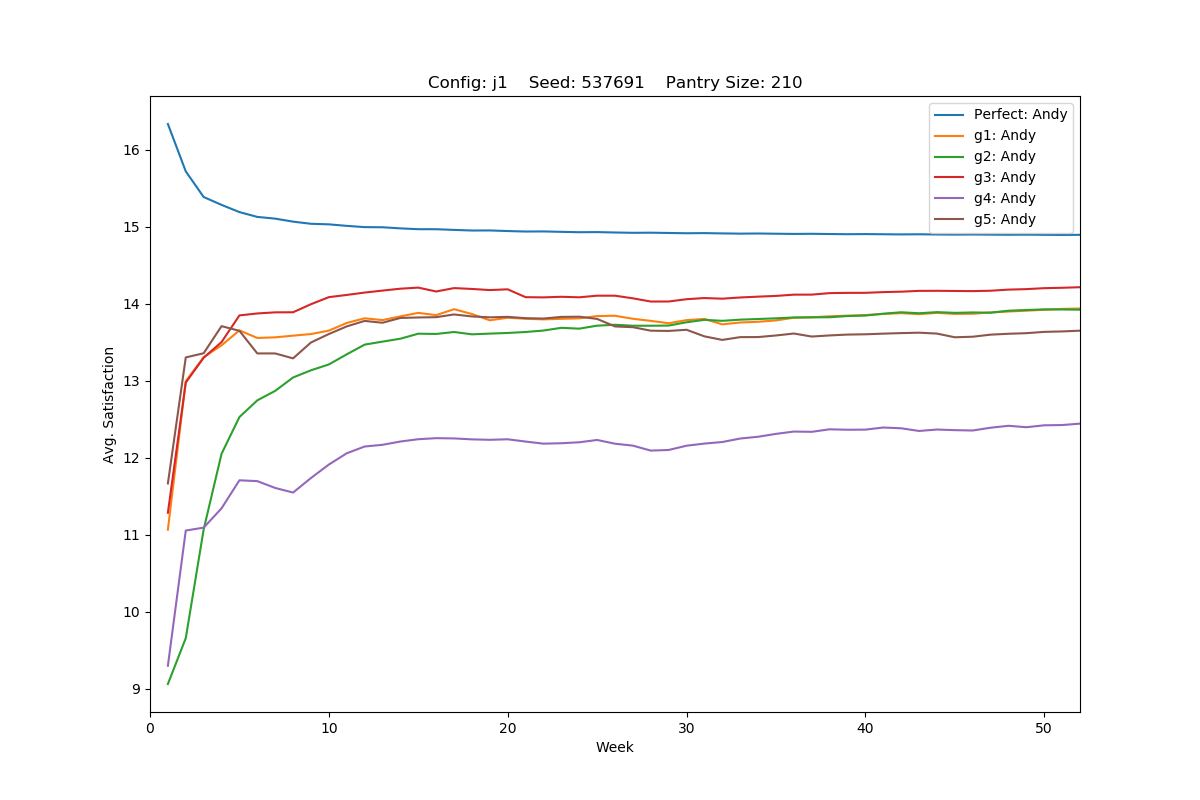 Config: j1    Seed: 537691    Pantry Size: 210
Perfect: Andy
g1: Andy
g2: Andy
g3: Andy
g4: Andy
g5: Andy
Avg. Satisfaction
16
15
14
13
12
11
10
9
0 10 20 30 40 50
Week